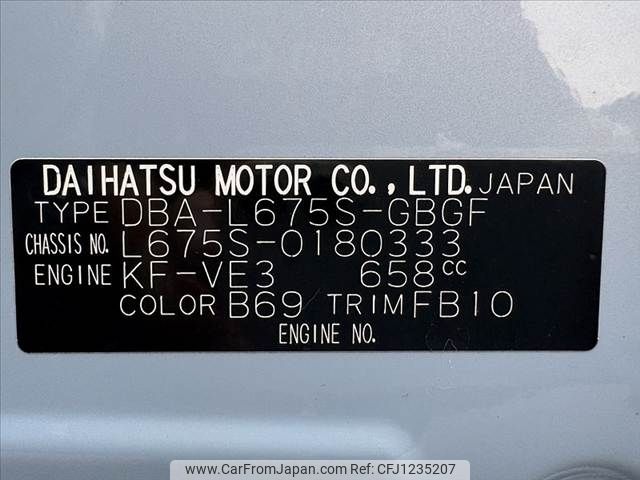 DAIHATSU MOTOR CO.,LTD. JAPAN
TYPE DBA-L675S-GBGF
CHASSIS NO. L675S-0180333
ENGINE KF-VE3 658cc
COLOR B69 TRIM FB10
ENGINE NO.
www.CarFromJapan.com - CFJ1235207